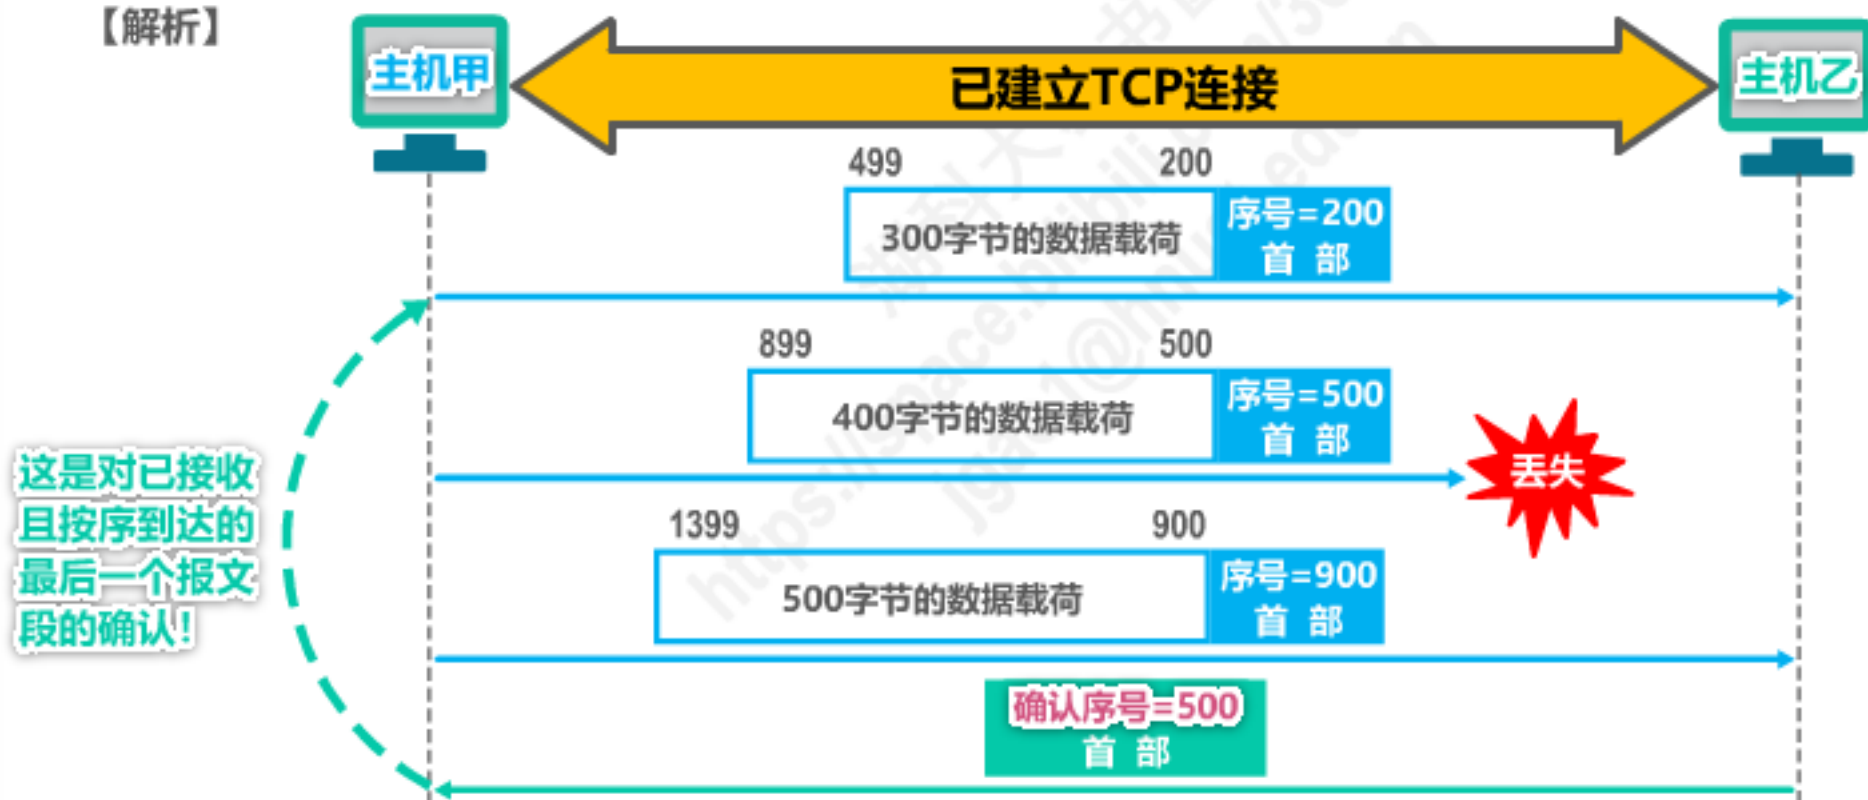 【解析】
主机甲
已建立TCP连接
主机乙
499 200
300字节的数据载荷
序号=200
首 部
899 500
400字节的数据载荷
序号=500
首 部
丢失
这是对已接收
且按序到达的
最后一个报文
段的确认！
1399 900
500字节的数据载荷
序号=900
首 部
确认序号=500
首 部